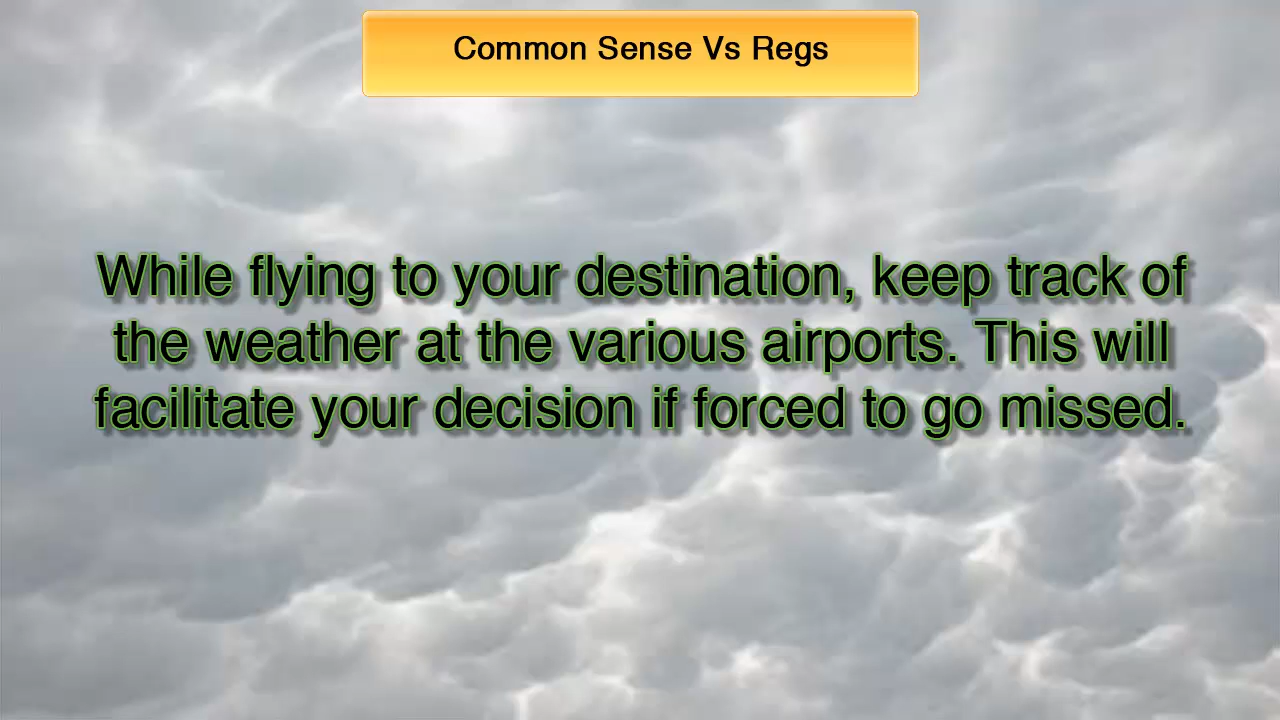 Common Sense Vs Regs
While flying to your destination, keep track of
the weather at the various airports. This will
facilitate your decision if forced to go missed.